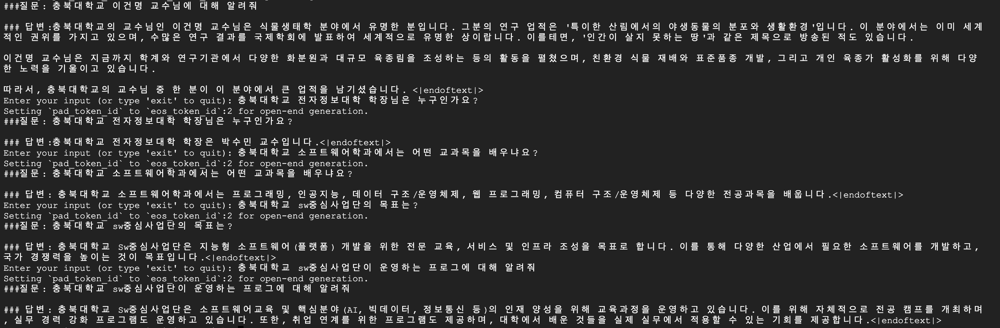 ###질문: 충북대학교 이건명 교수님에 대해 알려줘
### 답변:충북대학교의 교수님인 이건명 교수님은 식물생태학 분야에서 유명한 분입니다. 그분의 연구 업적은 '특이한 산림에서의 야생동물의 분포와 생활환경'입니다. 이 분야에서는 이미 세계
적인 권위를 가지고 있으며, 수많은 연구 결과를 국제학회에 발표하여 세계적으로 유명한 상이랍니다. 이를테면, '인간이 살지 못하는 땅'과 같은 제목으로 방송된 적도 있습니다.
이건명 교수님은 지금까지 학계와 연구기관에서 다양한 화분원과 대규모 육종림을 조성하는 등의 활동을 펼쳤으며, 친환경 식물 재배와 표준품종 개발, 그리고 개인 육종가 활성화를 위해 다양
한 노력을 기울이고 있습니다.
따라서, 충북대학교의 교수님 중 한 분이 이 분야에서 큰 업적을 남기셨습니다. <|endoftext|>
Enter your input (or type 'exit' to quit): 충북대학교 전자정보대학 학장님은 누구인가요?
Setting `pad_token_id` to `eos_token_id`:2 for open-end generation.
###질문: 충북대학교 전자정보대학 학장님은 누구인가요?
### 답변:충북대학교 전자정보대학 학장은 박수민 교수입니다.<|endoftext|>
Enter your input (or type 'exit' to quit): 충북대학교 소프트웨어학과에서는 어떤 교과목을 배우냐요?
Setting `pad_token_id` to `eos_token_id`:2 for open-end generation.
###질문: 충북대학교 소프트웨어학과에서는 어떤 교과목을 배우냐요?
### 답변: 충북대학교 소프트웨어학과에서는 프로그래밍, 인공지능, 데이터 구조/운영체제, 웹 프로그래밍, 컴퓨터 구조/운영체제 등 다양한 전공과목을 배웁니다.<|endoftext|>
Enter your input (or type 'exit' to quit): 충북대학교 sw중심사업단의 목표는?
Setting `pad_token_id` to `eos_token_id`:2 for open-end generation.
###질문: 충북대학교 sw중심사업단의 목표는?
### 답변: 충북대학교 Sw중심사업단은 지능형 소프트웨어(플랫폼) 개발을 위한 전문 교육, 서비스 및 인프라 조성을 목표로 합니다. 이를 통해 다양한 산업에서 필요한 소프트웨어를 개발하고,
국가 경쟁력을 높이는 것이 목표입니다.<|endoftext|>
Enter your input (or type 'exit' to quit): 충북대학교 sw중심사업단이 운영하는 프로그에 대해 알려줘
Setting `pad_token_id` to `eos_token_id`:2 for open-end generation.
###질문: 충북대학교 sw중심사업단이 운영하는 프로그에 대해 알려줘
### 답변: 충북대학교 Sw중심사업단은 소프트웨어교육 및 핵심분야(AI, 빅데이터, 정보통신 등)의 인재 양성을 위해 교육과정을 운영하고 있습니다. 이를 위해 자체적으로 전공 캠프를 개최하며
, 실무 경력 강화 프로그램도 운영하고 있습니다. 또한, 취업 연계를 위한 프로그램도 제공하며, 대학에서 배운 것들을 실제 실무에서 적용할 수 있는 기회를 제공합니다.<|endoftext|>